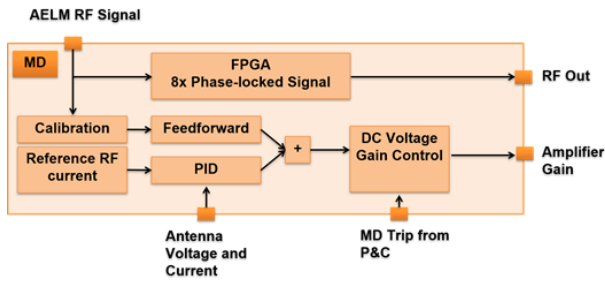 AELM RF Signal
MD
FPGA
8x Phase-locked Signal
RF Out
Calibration
Feedforward
+
DC Voltage
Gain Control
Amplifier
Gain
Reference RF
current
PID
Antenna
Voltage and
Current
MD Trip from
P&C